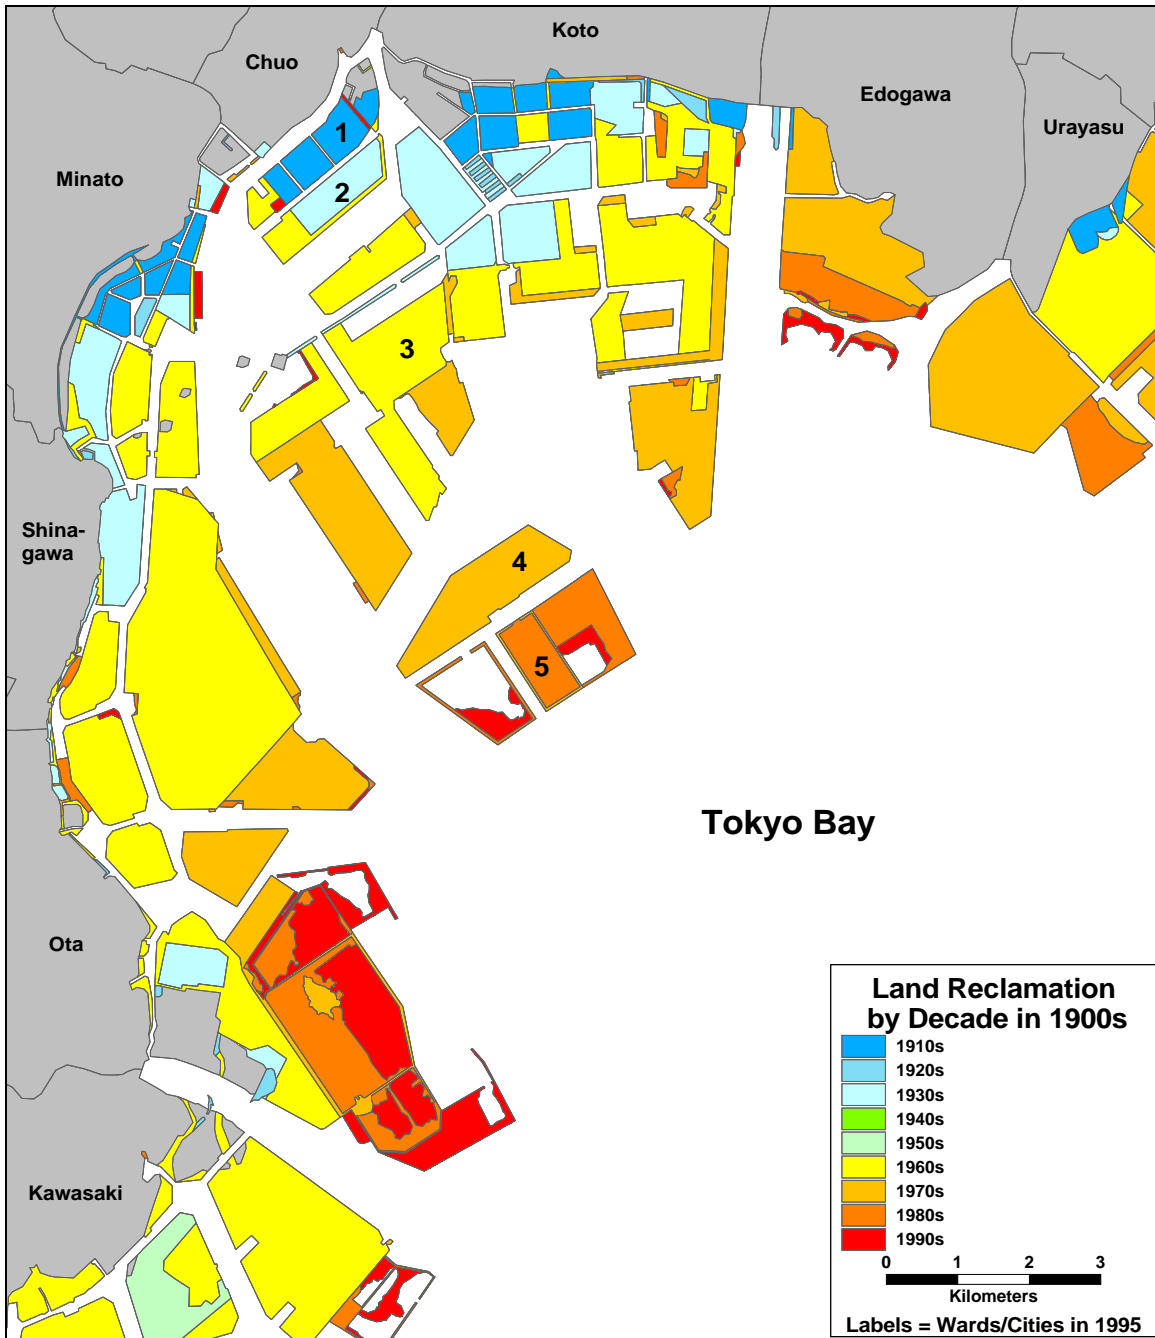 Koto
Chuo
Edogawa
Urayasu
Minato
1
2
3
Shina-
gawa
4
5
Tokyo Bay
Ota
Kawasaki
Land Reclamation
by Decade in 1900s
1910s
1920s
1930s
1940s
1950s
1960s
1970s
1980s
1990s
0 1 2 3
Kilometers
Labels = Wards/Cities in 1995